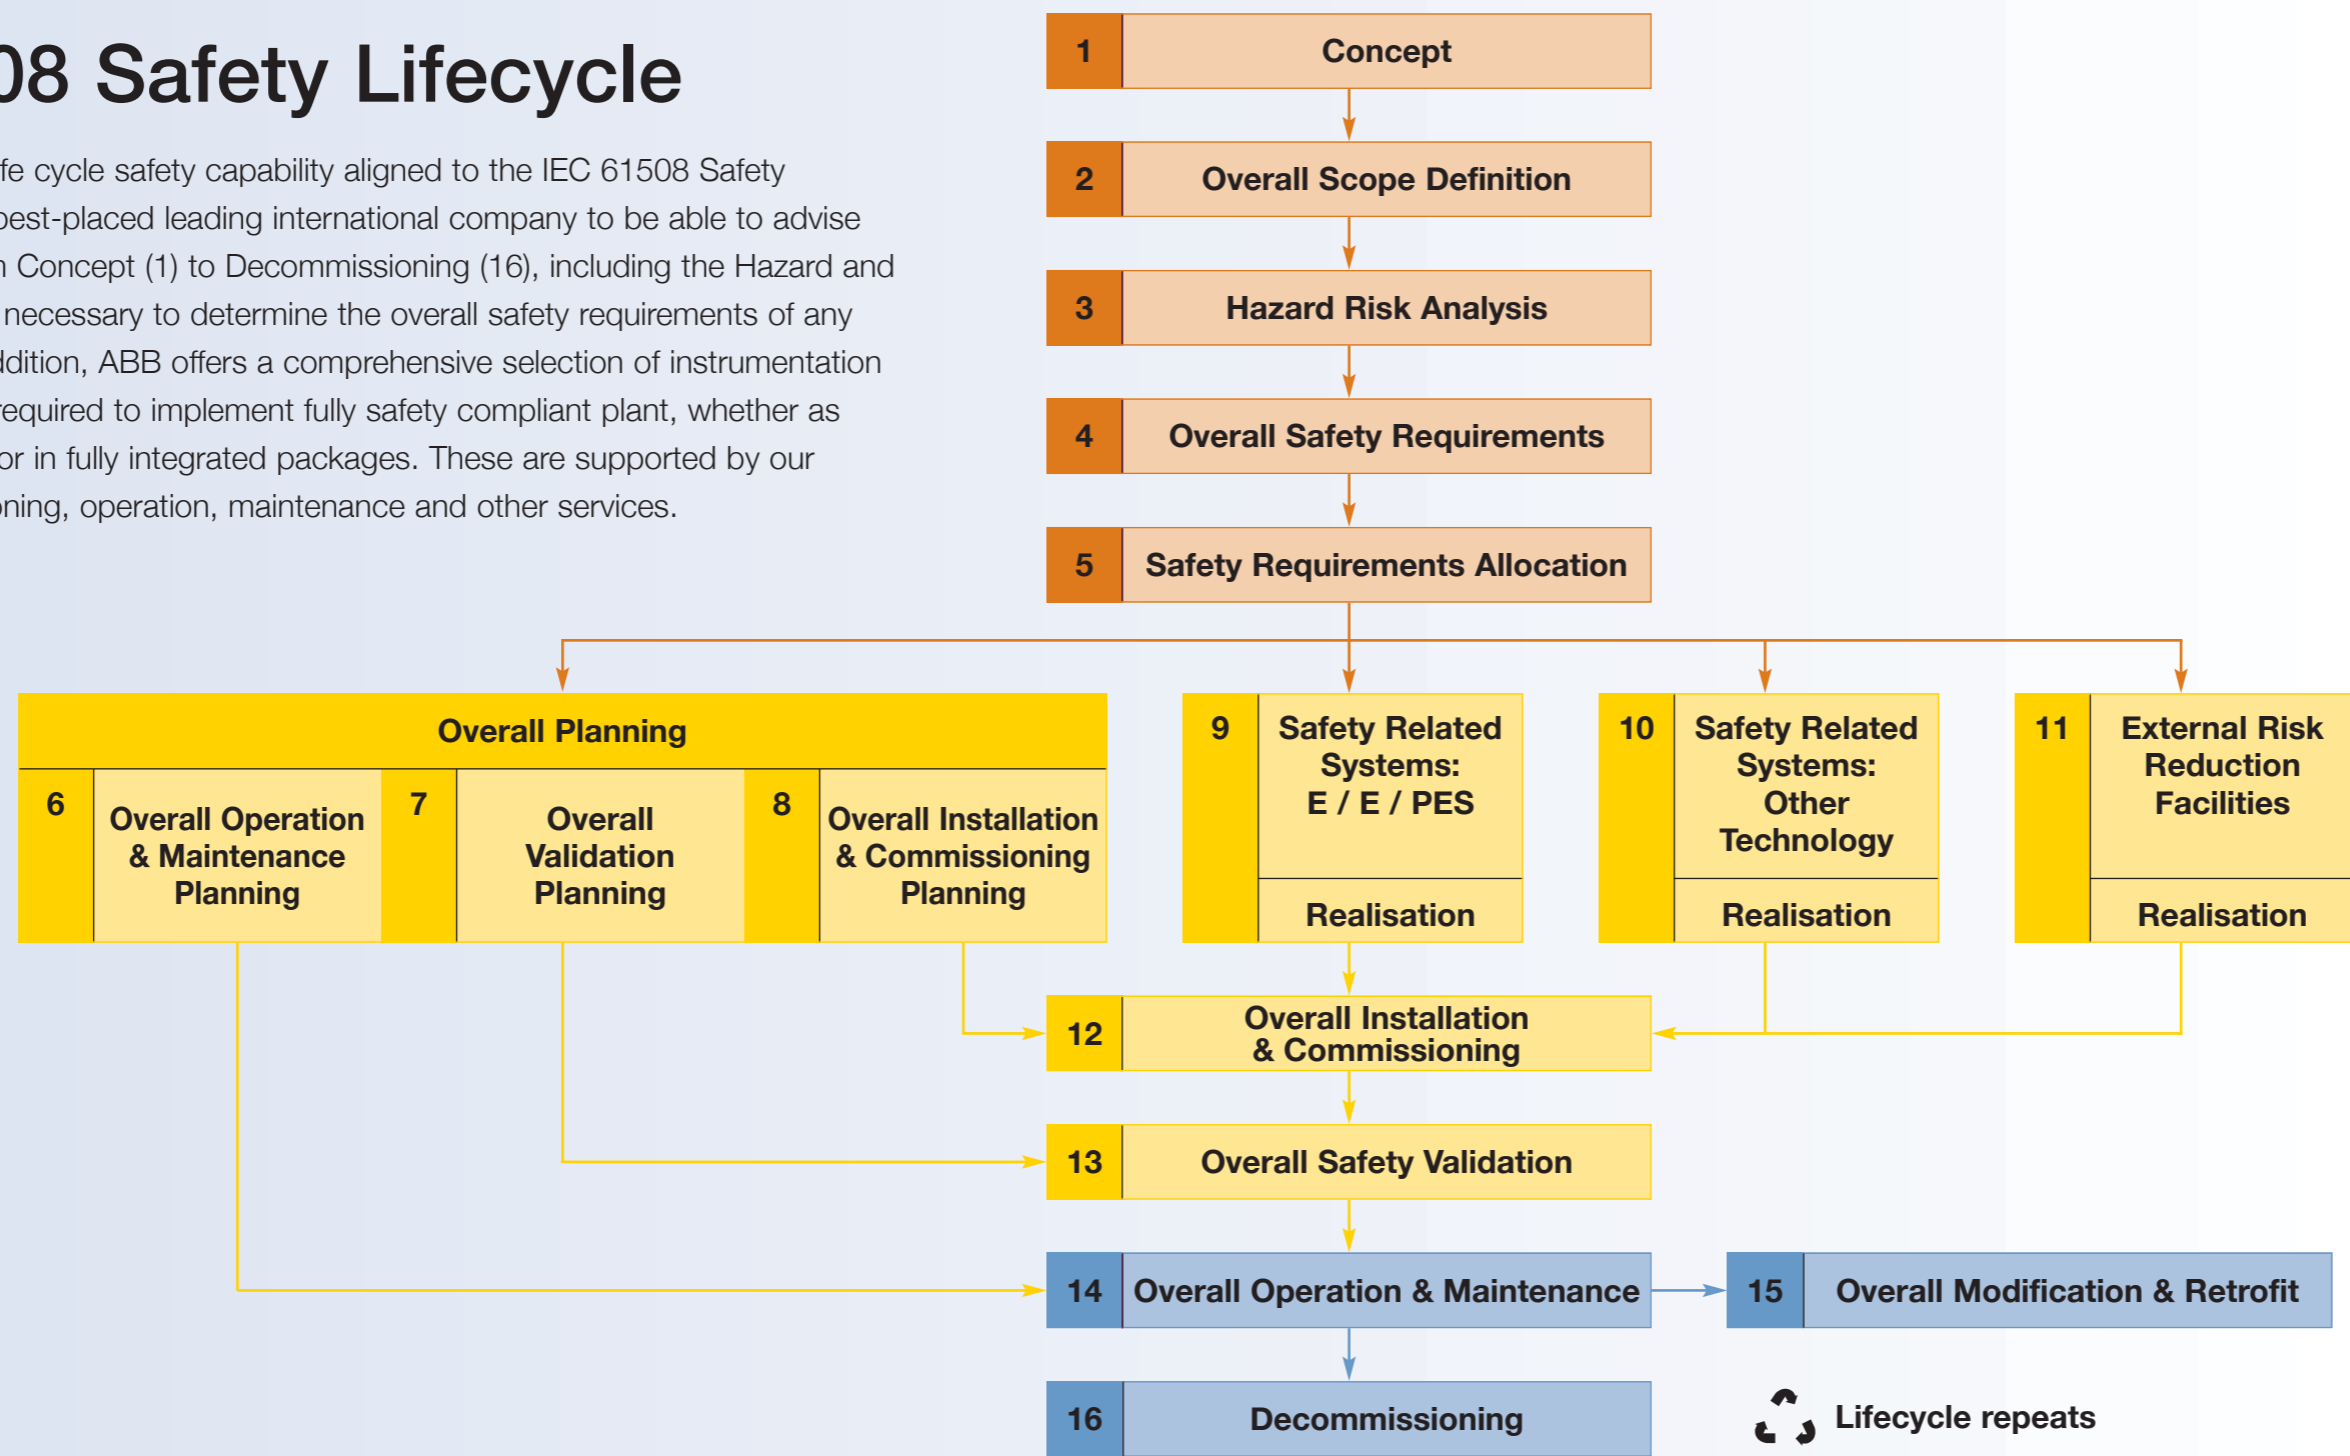 08 Safety Lifecycle
fe cycle safety capability aligned to the IEC 61508 Safety
best-placed leading international company to be able to advise
Concept (1) to Decommissioning (16), including the Hazard and
necessary to determine the overall safety requirements of any
ddition, ABB offers a comprehensive selection of instrumentation
required to implement fully safety compliant plant, whether as
or in fully integrated packages. These are supported by our
oning, operation, maintenance and other services.
1 Concept
2 Overall Scope Definition
3 Hazard Risk Analysis
4 Overall Safety Requirements
5 Safety Requirements Allocation
Overall Planning
6
Overall Operation
& Maintenance
Planning
7
Overall
Validation
Planning
8
Overall Installation
& Commissioning
Planning
9
Safety Related
Systems:
E / E / PES
Realisation
10
Safety Related
Systems:
Other
Technology
Realisation
11
External Risk
Reduction
Facilities
Realisation
12
Overall Installation
& Commissioning
13 Overall Safety Validation
14 Overall Operation & Maintenance
15 Overall Modification & Retrofit
16 Decommissioning
Lifecycle repeats